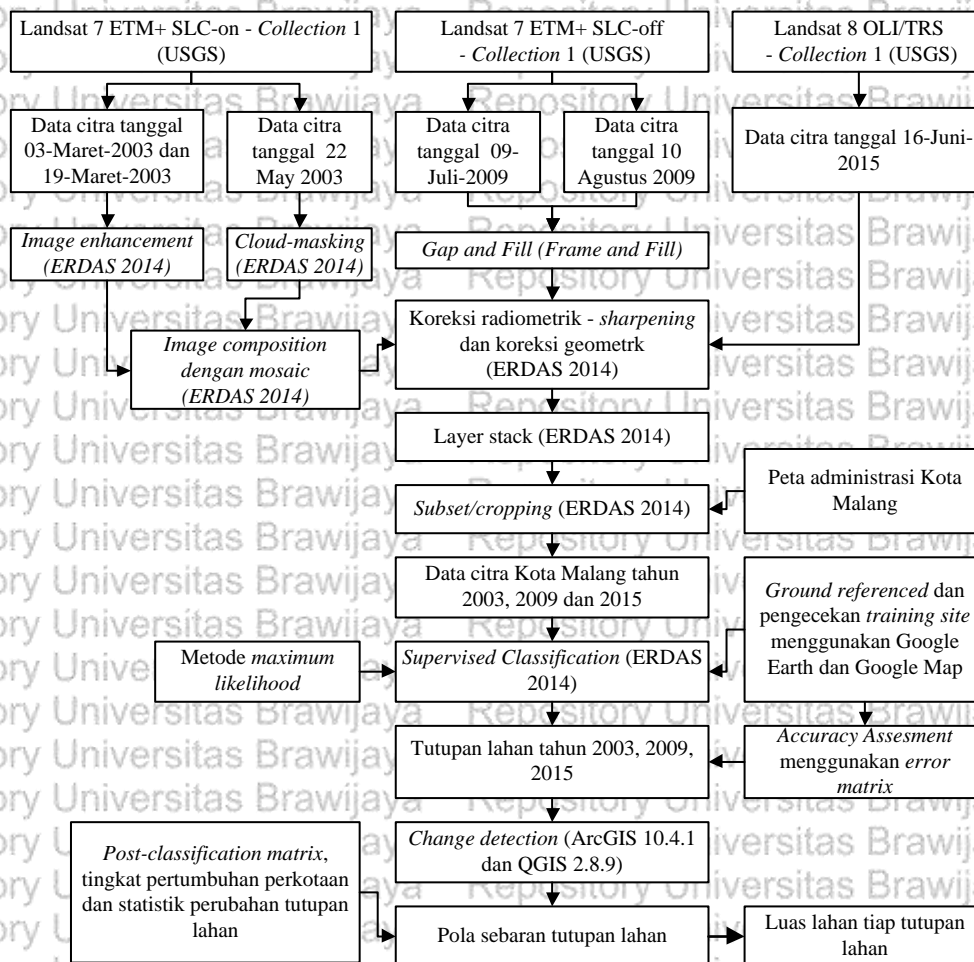 Landsat 7 ETM+ SLC-on - Collection 1
(USGS)
Landsat 7 ETM+ SLC-off
- Collection 1 (USGS)
Landsat 8 OLI/TRS
- Collection 1 (USGS)
Data citra tanggal
03-Maret-2003 dan
19-Maret-2003
Data citra
tanggal 22
May 2003
Data citra
tanggal 09-
Juli-2009
Data citra
tanggal 10
Agustus 2009
Data citra tanggal 16-Juni-
2015
Image enhancement
(ERDAS 2014)
Cloud-masking
(ERDAS 2014)
Gap and Fill (Frame and Fill)
Image composition
dengan mosaic
(ERDAS 2014)
Koreksi radiometrik - sharpening
dan koreksi geometrk
(ERDAS 2014)
Layer stack (ERDAS 2014)
Subset/cropping (ERDAS 2014)
Peta administrasi Kota
Malang
Data citra Kota Malang tahun
2003, 2009 dan 2015
Ground referenced dan
pengecekan training site
menggunakan Google
Earth dan Google Map
Metode maximum
likelihood
Supervised Classification (ERDAS
2014)
Tutupan lahan tahun 2003, 2009,
2015
Accuracy Assesment
menggunakan error
matrix
Change detection (ArcGIS 10.4.1
dan QGIS 2.8.9)
Post-classification matrix,
tingkat pertumbuhan perkotaan
dan statistik perubahan tutupan
lahan
Pola sebaran tutupan lahan
Luas lahan tiap tutupan
lahan